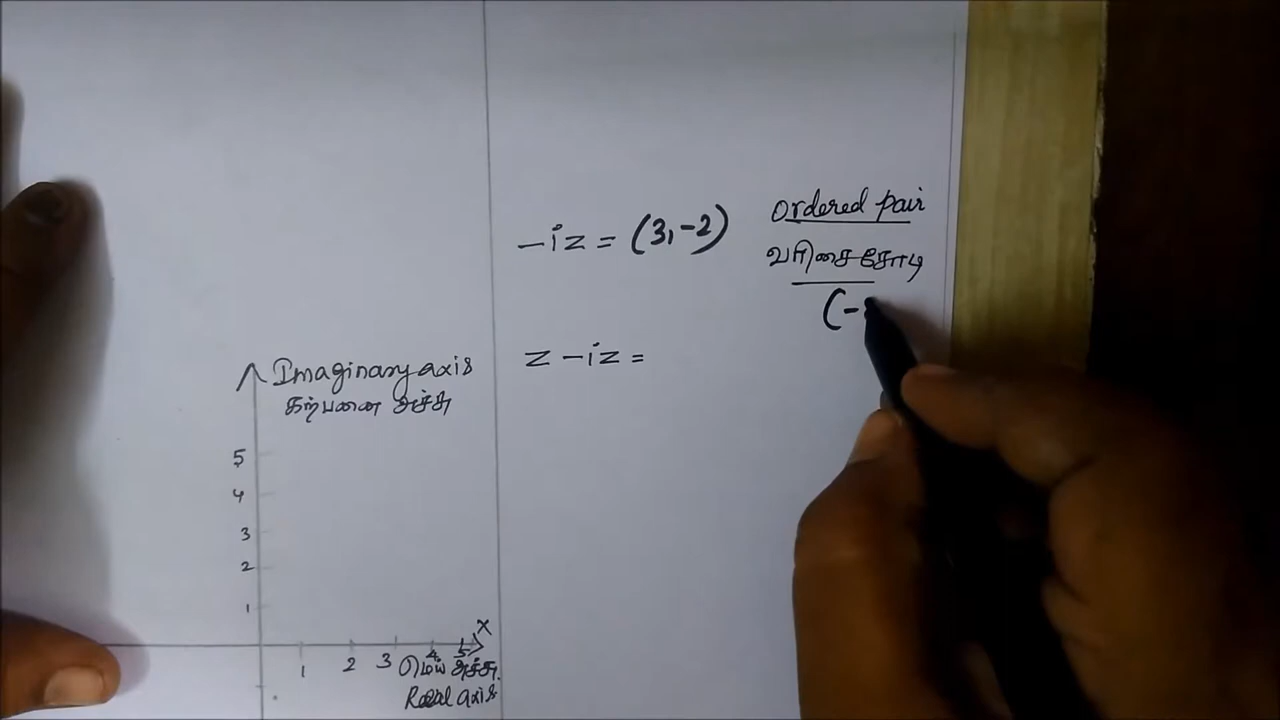 -iz = (3, -2)
Ordered pair
வரிசைசோடி
(-
z - iz =
Imaginary axis
கற்பனை அச்சு
5
4
3
2
1
X
1 2 3 4 5
மெய் அச்சு
Real axis